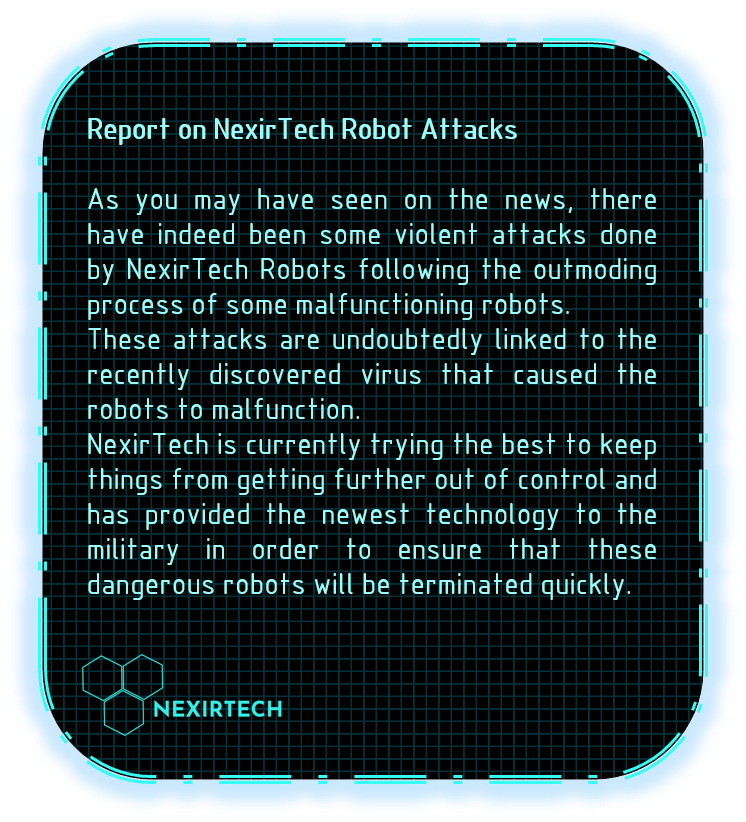 Report on NexirTech Robot Attacks
As you may have seen on the news, there
have indeed been some violent attacks done
by NexirTech Robots following the outmoding
process of some malfunctioning robots.
These attacks are undoubtedly linked to the
recently discovered virus that caused the
robots to malfunction.
NexirTech is currently trying the best to keep
things from getting further out of control and
has provided the newest technology to the
military in order to ensure that these
dangerous robots will be terminated quickly.
NEXIRTECH